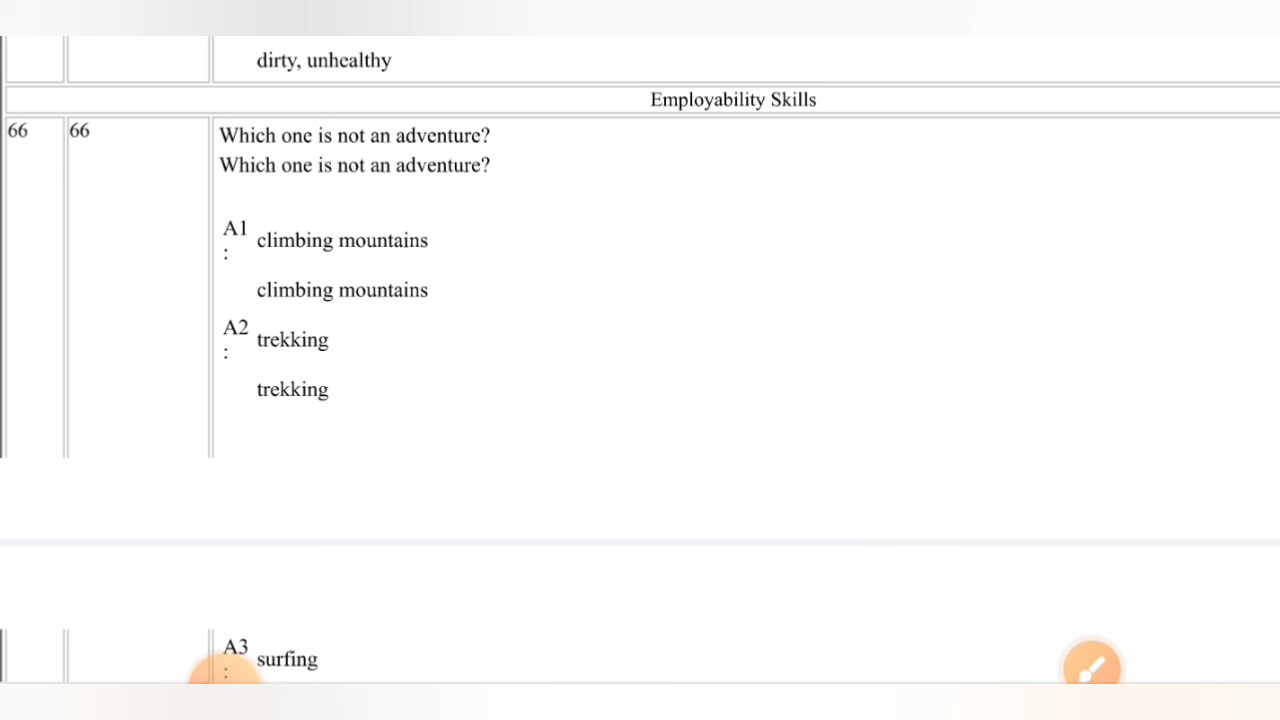 dirty, unhealthy
Employability Skills
66 66 Which one is not an adventure?
Which one is not an adventure?
A1 : climbing mountains
climbing mountains
A2 : trekking
trekking
A3 : surfing